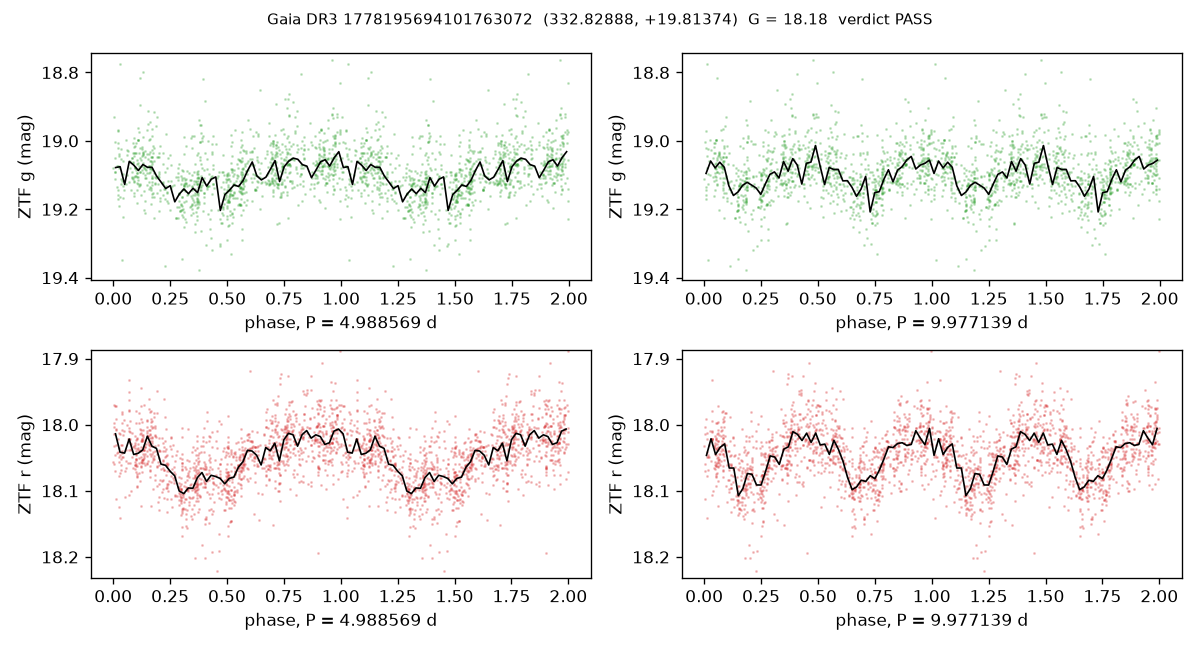 Gaia DR3 1778195694101763072 (332.82888, +19.81374) G = 18.18 verdict PASS
ZTF g (mag)
18.8
19.0
19.2
19.4
0.00 0.25 0.50 0.75 1.00 1.25 1.50 1.75 2.00
phase, P = 4.988569 d
18.8
19.0
19.2
19.4
ZTF g (mag)
0.00 0.25 0.50 0.75 1.00 1.25 1.50 1.75 2.00
phase, P = 9.977139 d
ZTF r (mag)
17.9
18.0
18.1
18.2
0.00 0.25 0.50 0.75 1.00 1.25 1.50 1.75 2.00
phase, P = 4.988569 d
ZTF r (mag)
17.9
18.0
18.1
18.2
0.00 0.25 0.50 0.75 1.00 1.25 1.50 1.75 2.00
phase, P = 9.977139 d